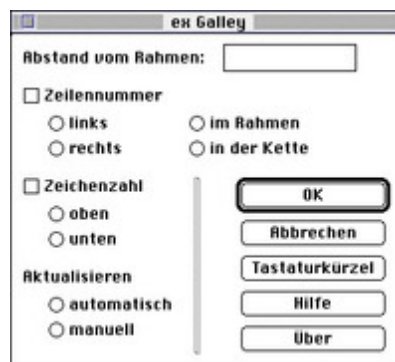 ex Galley
Abstand vom Rahmen:
Zeilennummer
links
im Rahmen
rechts
in der Kette
Zeichenzahl
oben
unten
Aktualisieren
automatisch
manuell
OK
Abbrechen
Tastaturkürzel
Hilfe
Über